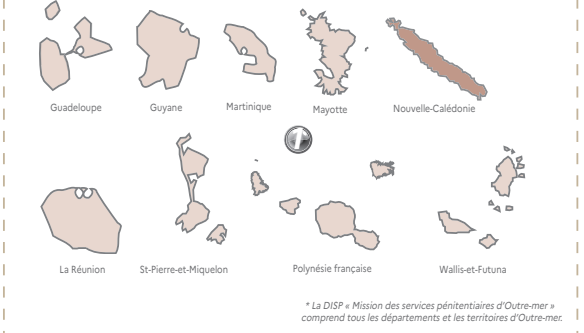 Guadeloupe
Guyane
Martinique
Mayotte
Nouvelle-Calédonie
1
La Réunion
St-Pierre-et-Miquelon
Polynésie française
Wallis-et-Futuna
* La DISP « Mission des services pénitentiaires d'Outre-mer »
comprend tous les départements et les territoires d'Outre-mer.